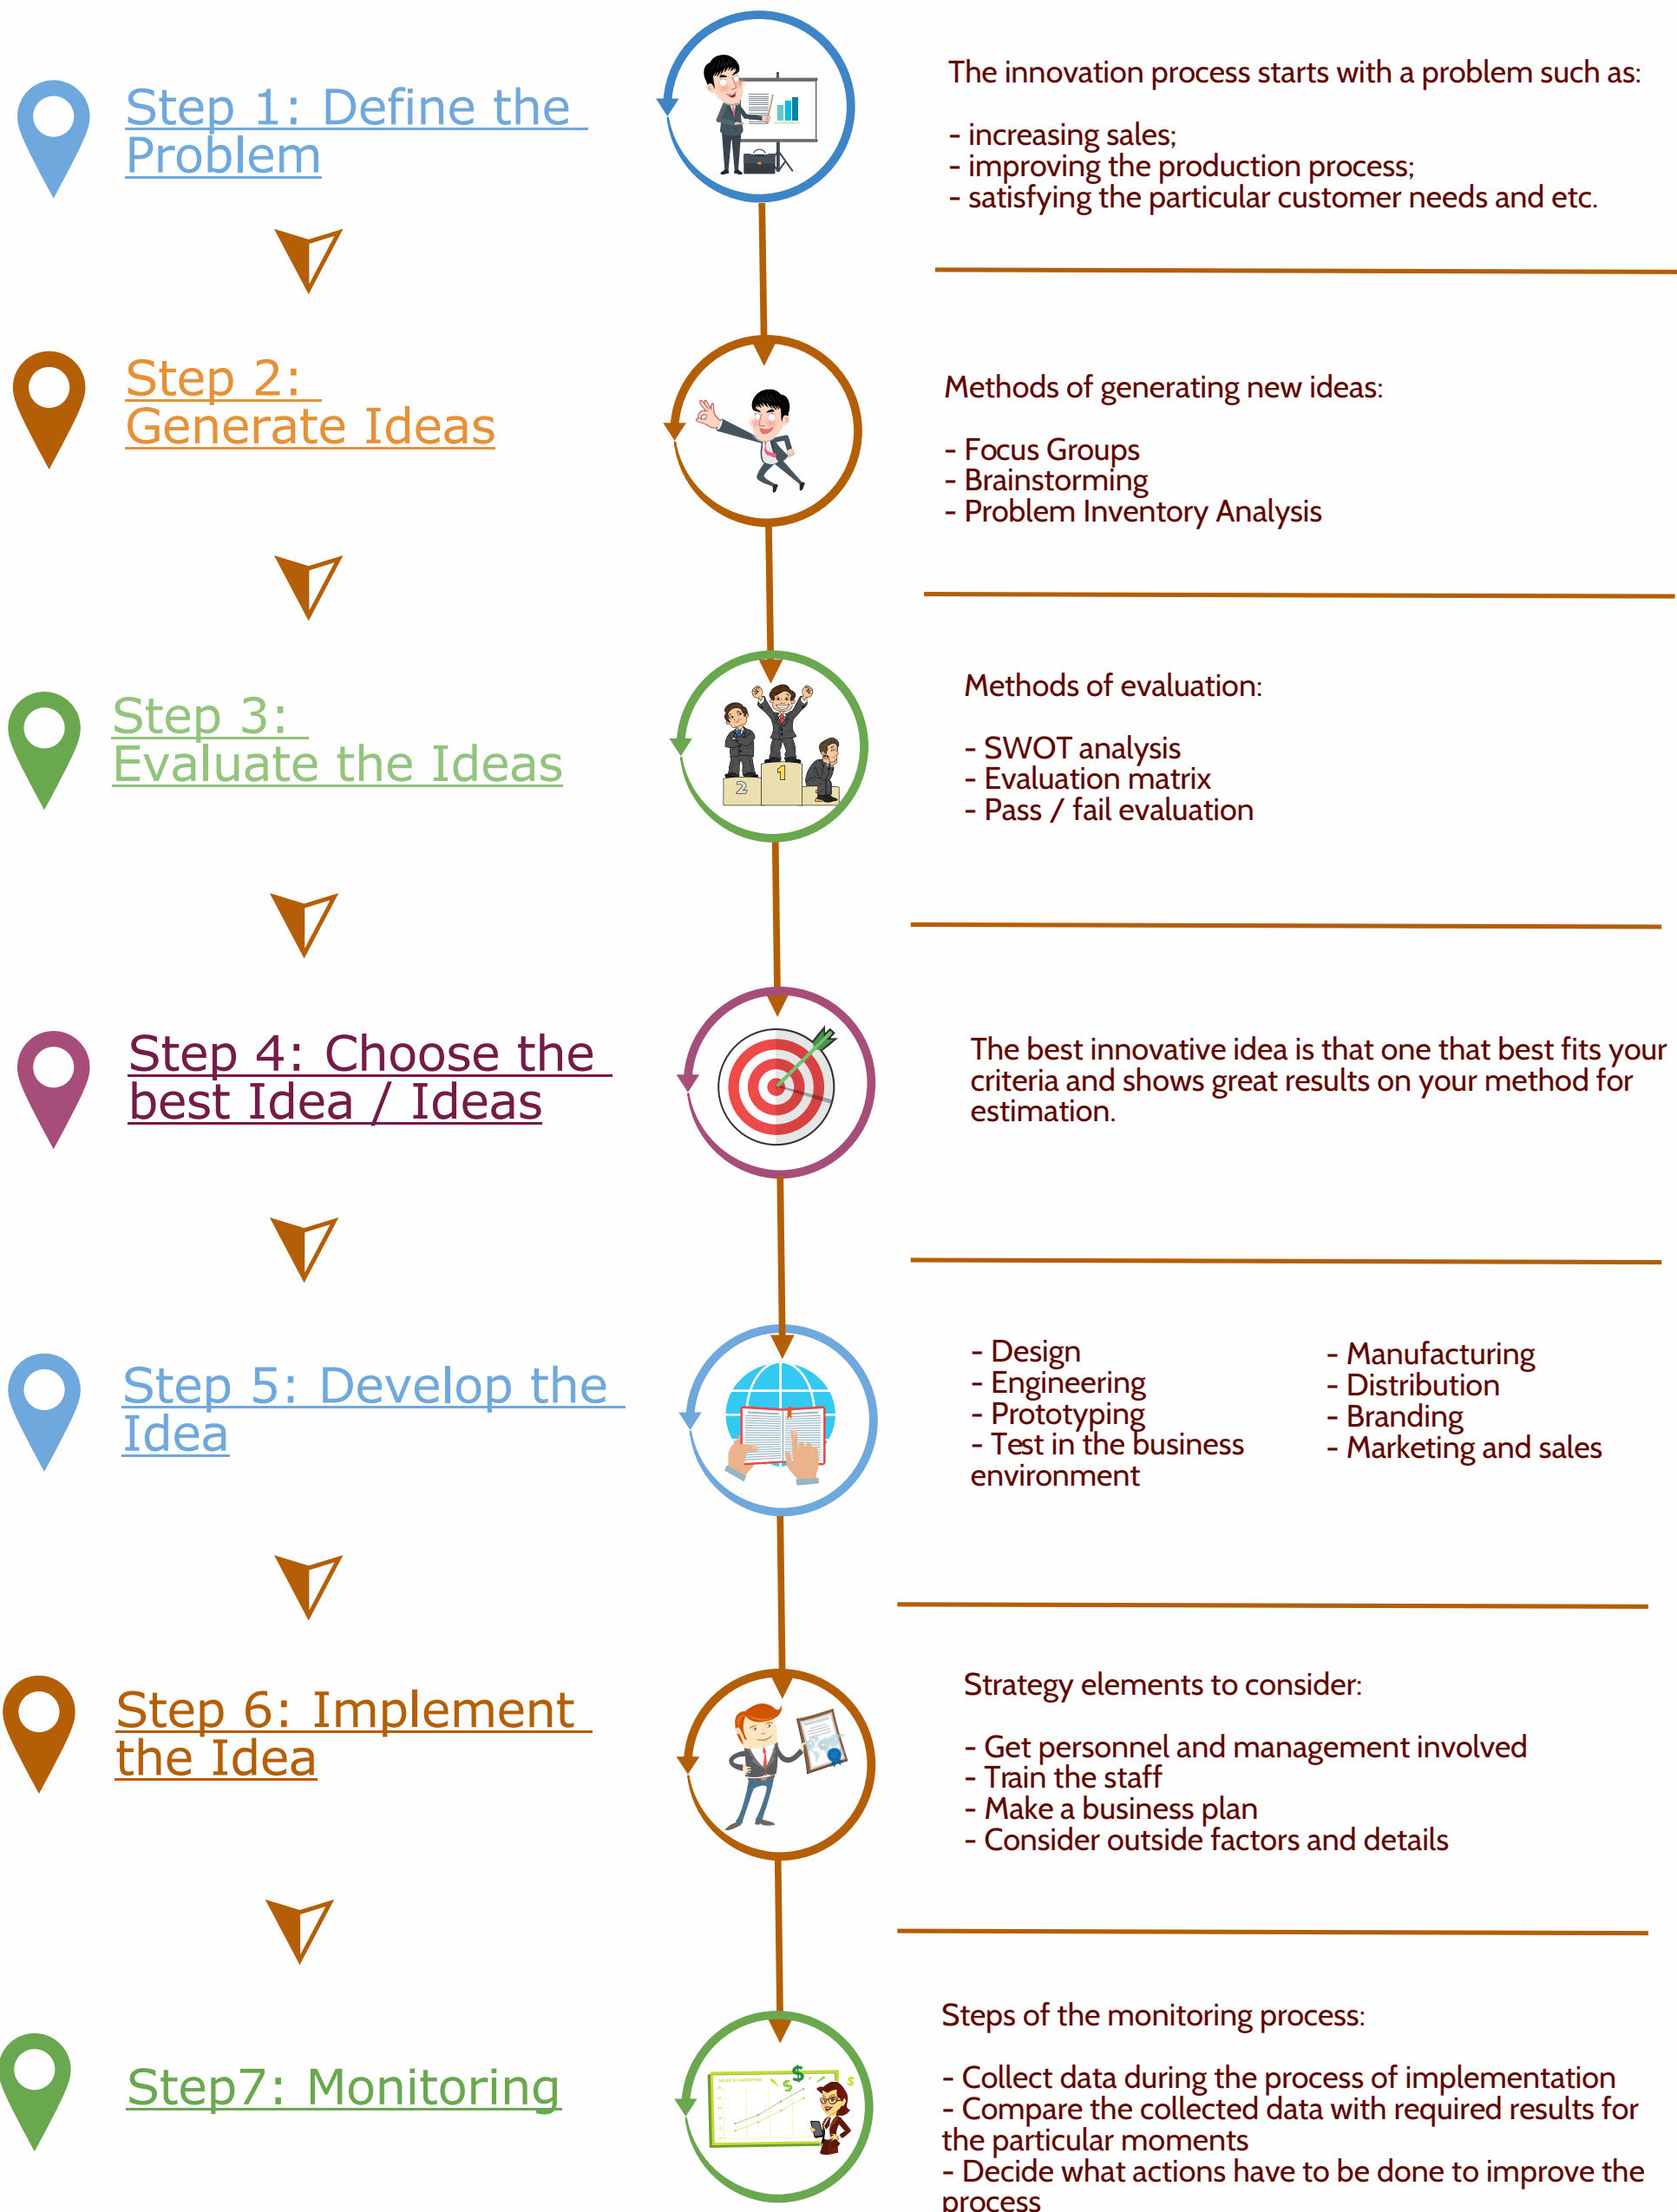 Step 1: Define the
Problem
The innovation process starts with a problem such as:
- increasing sales;
- improving the production process;
- satisfying the particular customer needs and etc.
Step 2:
Generate Ideas
Methods of generating new ideas:
- Focus Groups
- Brainstorming
- Problem Inventory Analysis
Step 3:
Evaluate the Ideas
1
2
Methods of evaluation:
- SWOT analysis
- Evaluation matrix
- Pass / fail evaluation
Step 4: Choose the
best Idea / Ideas
The best innovative idea is that one that best fits your
criteria and shows great results on your method for
estimation.
Step 5: Develop the
Idea
- Design
- Engineering
- Prototyping
- Test in the business
environment
- Manufacturing
- Distribution
- Branding
- Marketing and sales
Step 6: Implement
the Idea
Strategy elements to consider:
- Get personnel and management involved
- Train the staff
- Make a business plan
- Consider outside factors and details
Step7: Monitoring
SALES & MARKETING
$ $ $
Steps of the monitoring process:
- Collect data during the process of implementation
- Compare the collected data with required results for
the particular moments
- Decide what actions have to be done to improve the
process